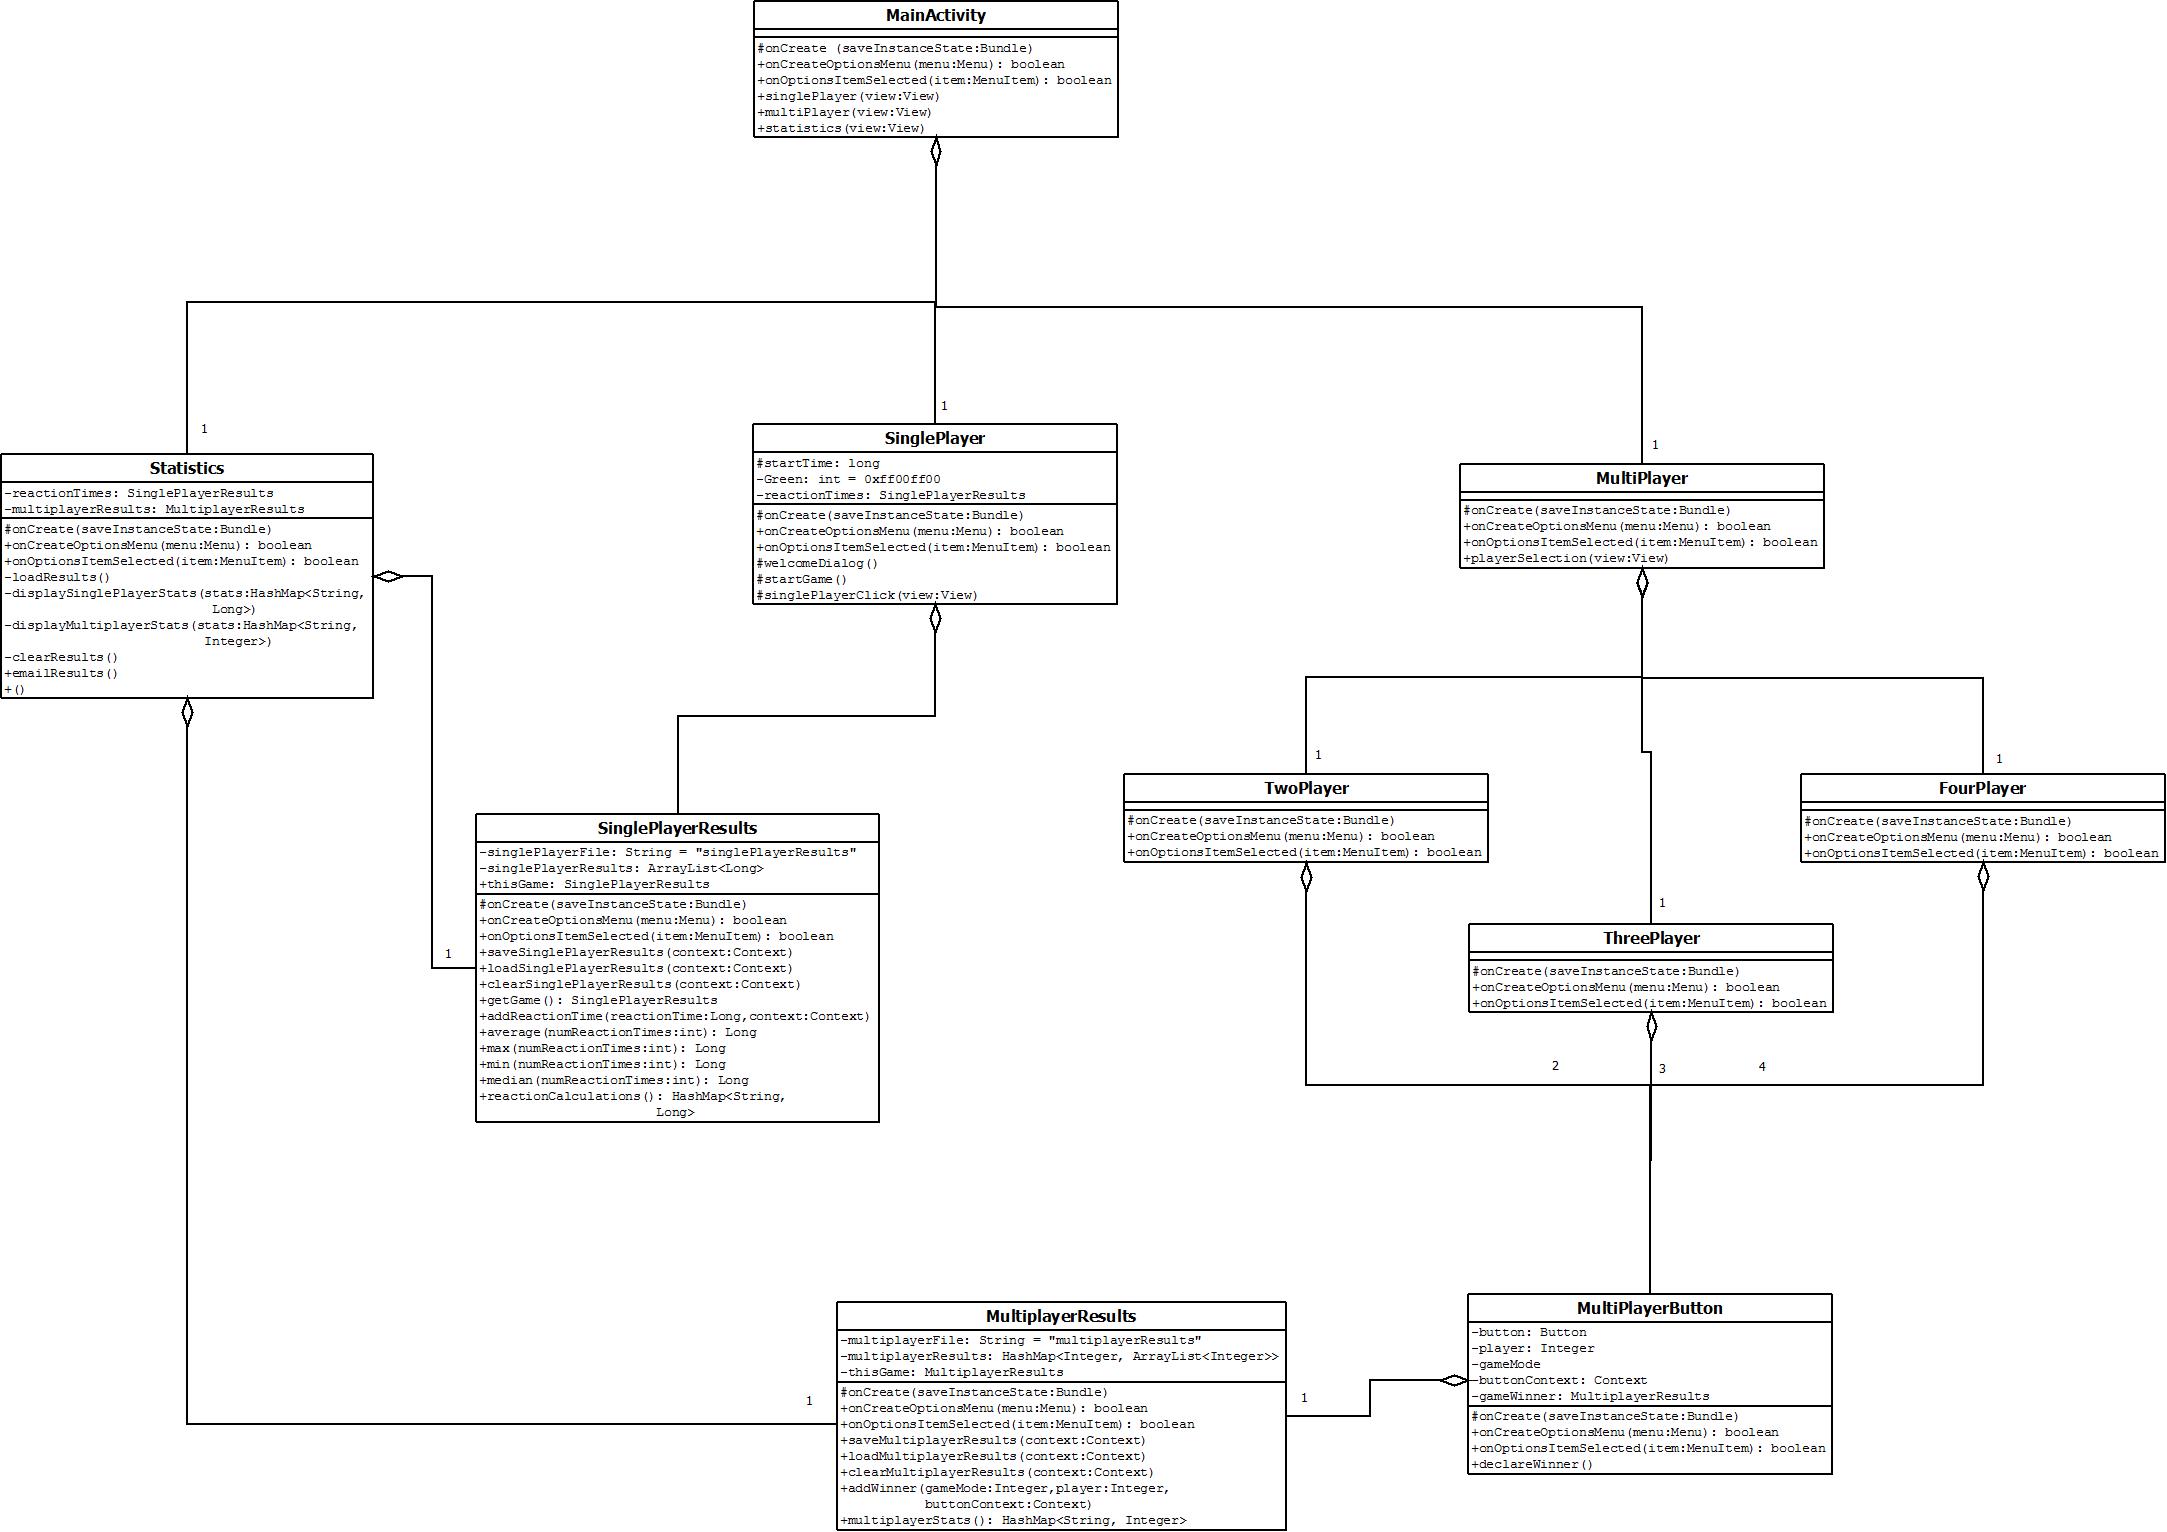 MainActivity
#onCreate (saveInstanceState:Bundle)
+onCreateOptionsMenu(menu:Menu): boolean
+onOptionsItemSelected(item:MenuItem): boolean
+singlePlayer(view:View)
+multiPlayer(view:View)
+statistics(view:View)
1
Statistics
-reactionTimes: SinglePlayerResults
-multiplayerResults: MultiplayerResults
#onCreate(saveInstanceState:Bundle)
+onCreateOptionsMenu(menu:Menu): boolean
+onOptionsItemSelected(item:MenuItem): boolean
-loadResults()
-displaySinglePlayerStats(stats:HashMap<String,
Long>)
-displayMultiplayerStats(stats:HashMap<String,
Integer>)
-clearResults()
+emailResults()
+()
1
SinglePlayer
#startTime: long
-Green: int = 0xff00ff00
-reactionTimes: SinglePlayerResults
#onCreate(saveInstanceState:Bundle)
+onCreateOptionsMenu(menu:Menu): boolean
+onOptionsItemSelected(item:MenuItem): boolean
#welcomeDialog()
#startGame()
#singlePlayerClick(view:View)
1
MultiPlayer
#onCreate(saveInstanceState:Bundle)
+onCreateOptionsMenu(menu:Menu): boolean
+onOptionsItemSelected(item:MenuItem): boolean
+playerSelection(view:View)
1
SinglePlayerResults
-singlePlayerFile: String = "singlePlayerResults"
-singlePlayerResults: ArrayList<Long>
+thisGame: SinglePlayerResults
#onCreate(saveInstanceState:Bundle)
+onCreateOptionsMenu(menu:Menu): boolean
+onOptionsItemSelected(item:MenuItem): boolean
+saveSinglePlayerResults(context:Context)
+loadSinglePlayerResults(context:Context)
+clearSinglePlayerResults(context:Context)
+getGame(): SinglePlayerResults
+addReactionTime(reactionTime:Long,context:Context)
+average(numReactionTimes:int): Long
+max(numReactionTimes:int): Long
+min(numReactionTimes:int): Long
+median(numReactionTimes:int): Long
+reactionCalculations(): HashMap<String,
Long>
1
TwoPlayer
#onCreate(saveInstanceState:Bundle)
+onCreateOptionsMenu(menu:Menu): boolean
+onOptionsItemSelected(item:MenuItem): boolean
1
FourPlayer
#onCreate(saveInstanceState:Bundle)
+onCreateOptionsMenu(menu:Menu): boolean
+onOptionsItemSelected(item:MenuItem): boolean
1
ThreePlayer
#onCreate(saveInstanceState:Bundle)
+onCreateOptionsMenu(menu:Menu): boolean
+onOptionsItemSelected(item:MenuItem): boolean
2
3
4
1
MultiplayerResults
-multiplayerFile: String = "multiplayerResults"
-multiplayerResults: HashMap<Integer, ArrayList<Integer>>
-thisGame: MultiplayerResults
#onCreate(saveInstanceState:Bundle)
+onCreateOptionsMenu(menu:Menu): boolean
+onOptionsItemSelected(item:MenuItem): boolean
+saveMultiplayerResults(context:Context)
+loadMultiplayerResults(context:Context)
+clearMultiplayerResults(context:Context)
+addWinner(gameMode:Integer,player:Integer,
buttonContext:Context)
+multiplayerStats(): HashMap<String, Integer>
1
MultiPlayerButton
-button: Button
-player: Integer
-gameMode
-buttonContext: Context
-gameWinner: MultiplayerResults
#onCreate(saveInstanceState:Bundle)
+onCreateOptionsMenu(menu:Menu): boolean
+onOptionsItemSelected(item:MenuItem): boolean
+declareWinner()